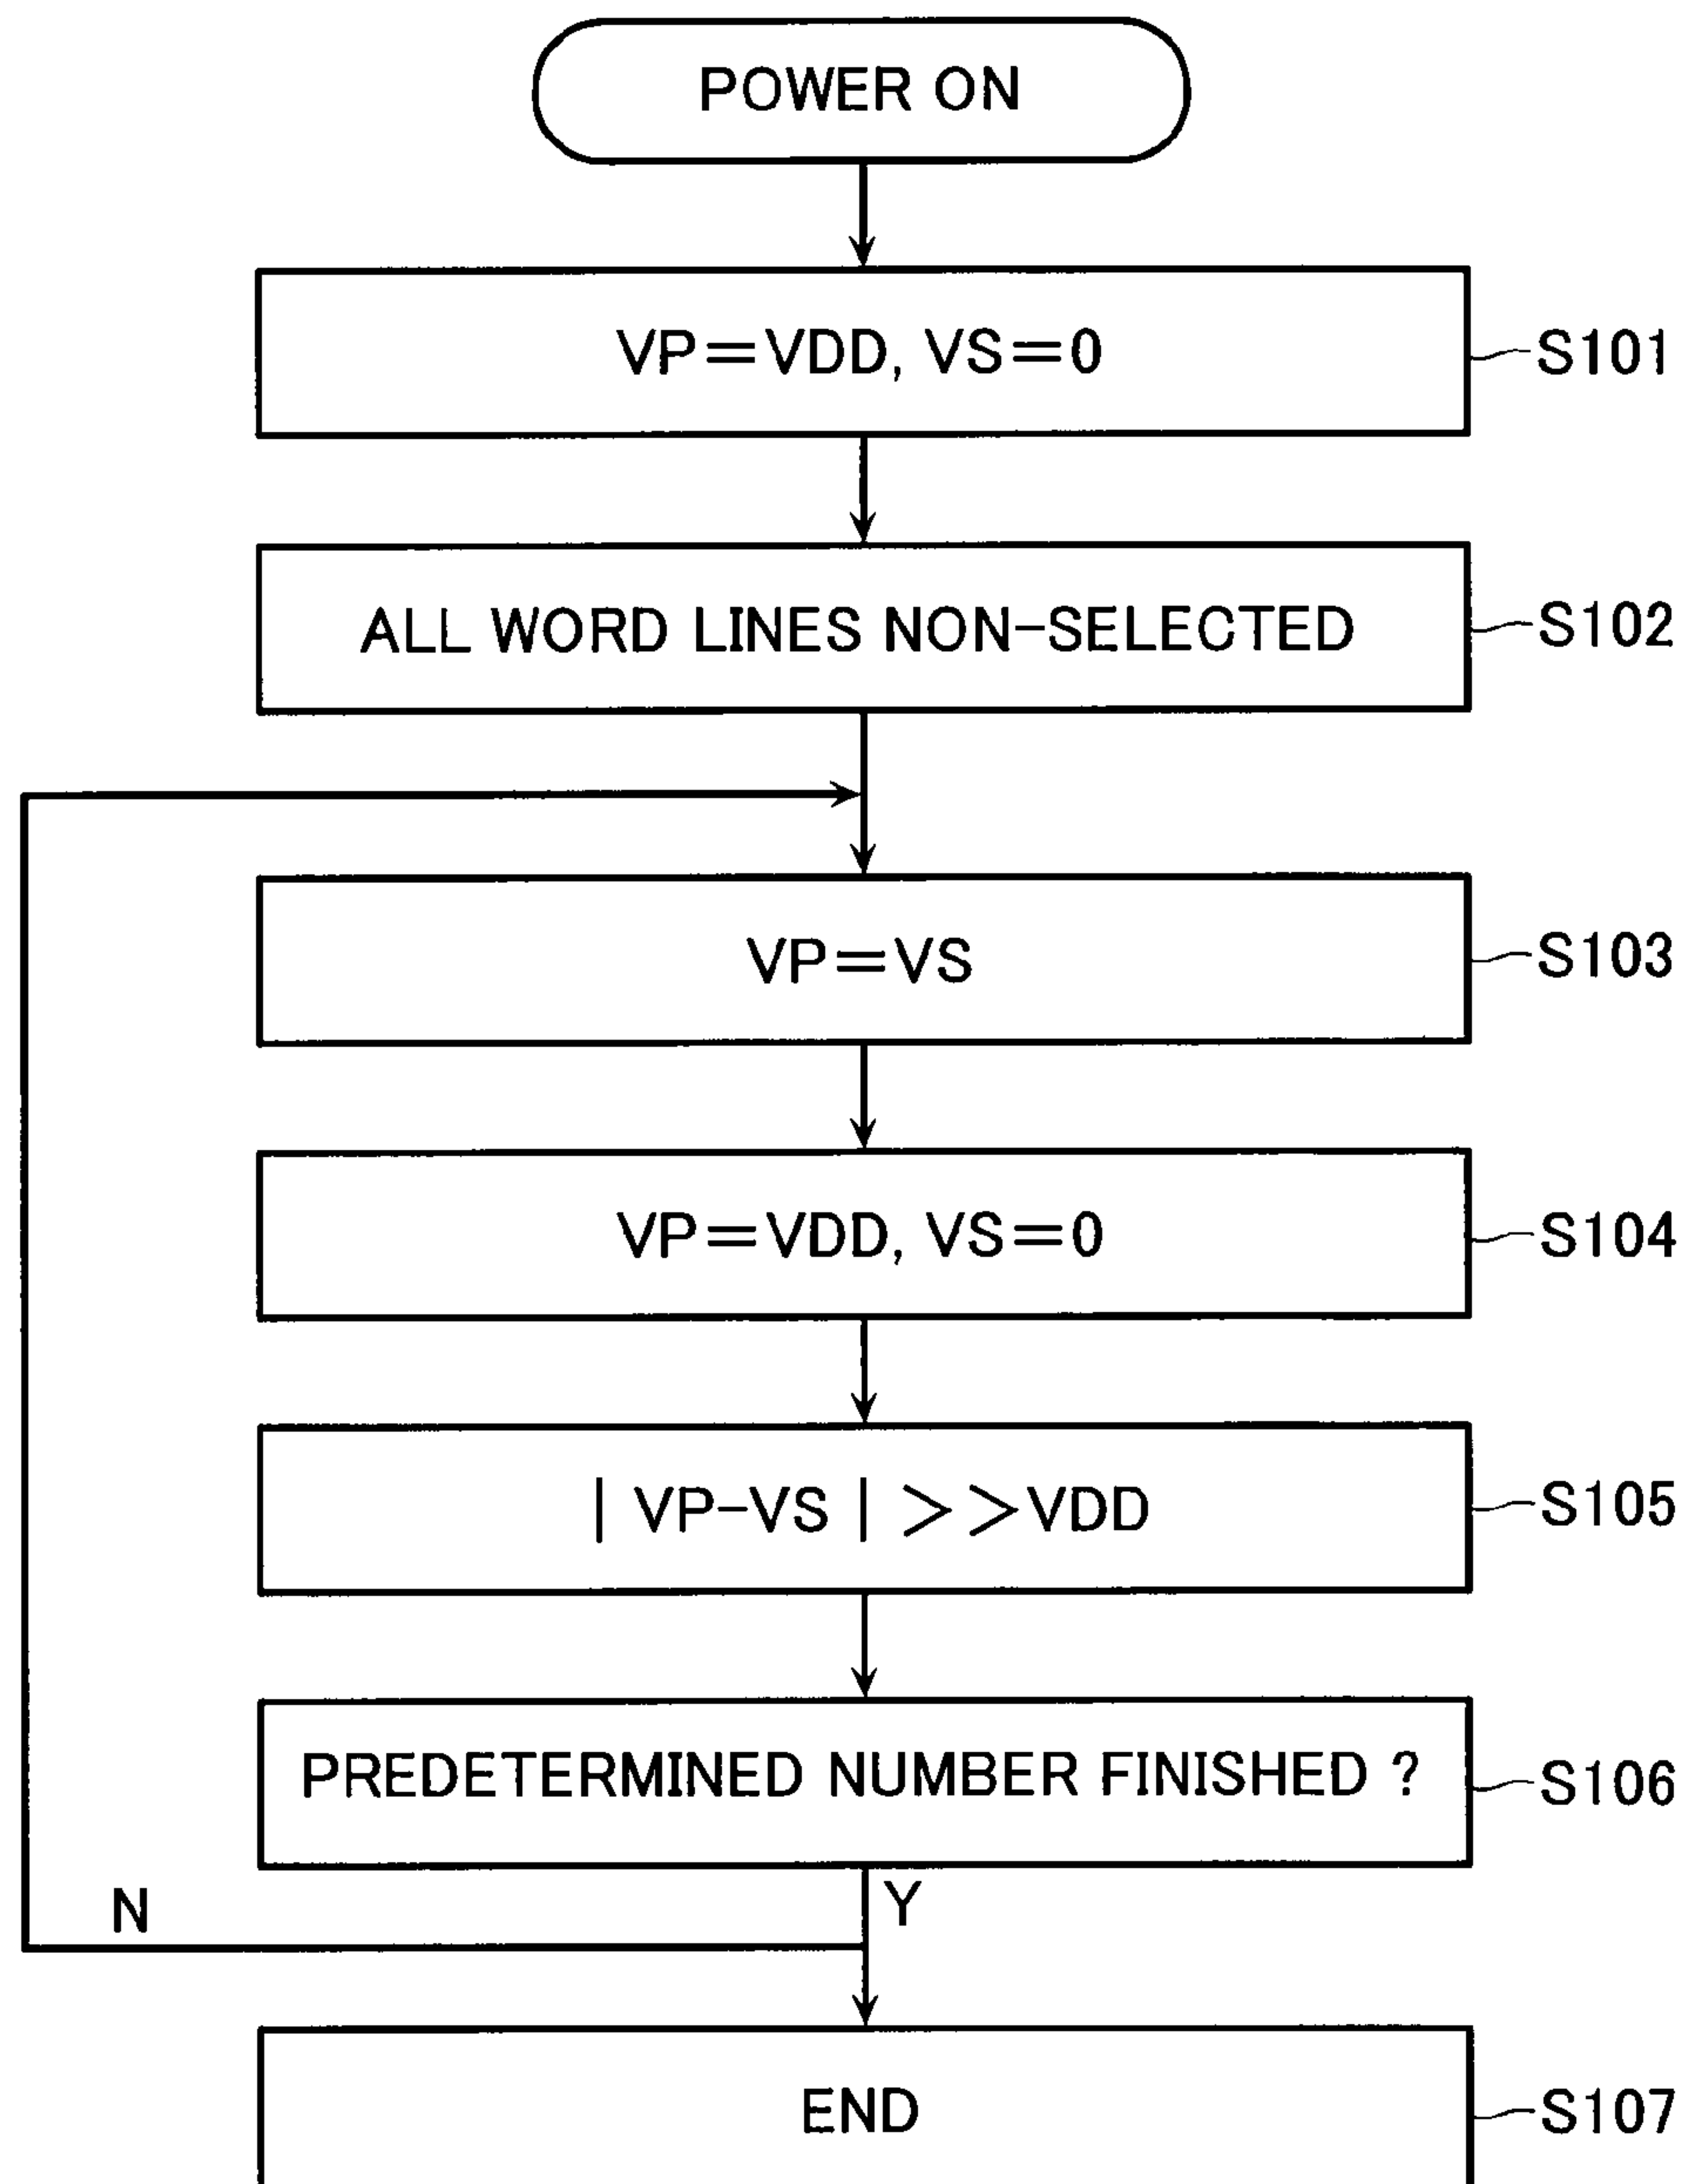 POWER ON
VP=VDD, VS=0
S101
ALL WORD LINES NON-SELECTED
S102
VP=VS
S103
VP=VDD, VS=0
S104
| VP-VS | >>VDD
S105
PREDETERMINED NUMBER FINISHED ?
S106
N
Y
END
S107